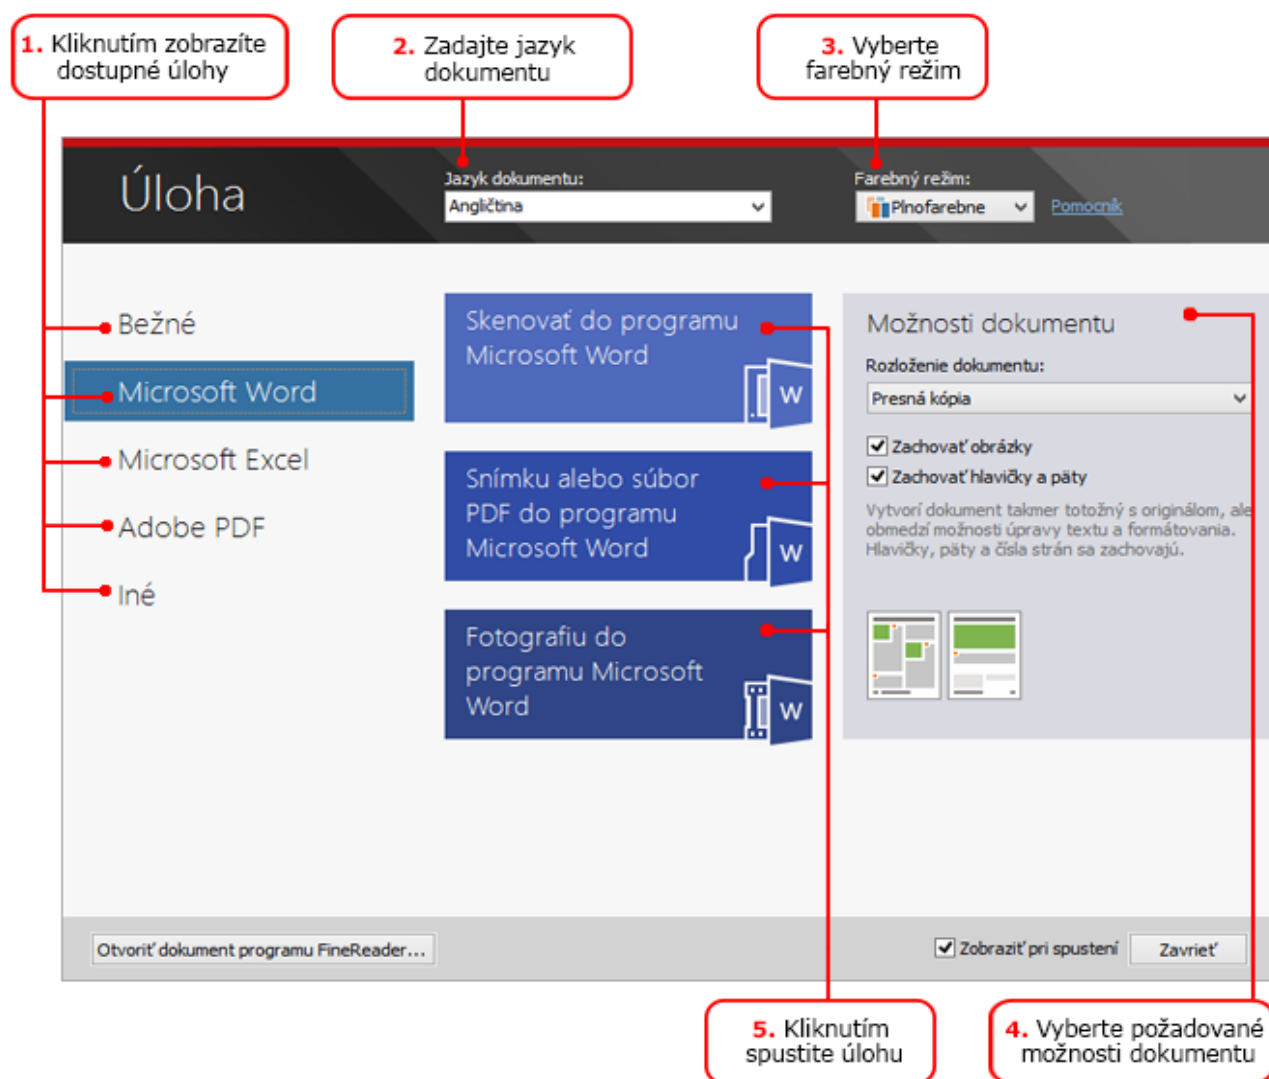 1. Kliknutím zobrazíte
dostupné úlohy
2. Zadajte jazyk
dokumentu
3. Vyberte
farebný režim
Úloha
Jazyk dokumentu:
Angličtina
Farebný režim:
Plnofarebne
Pomocník
Bežné
Microsoft Word
Microsoft Excel
Adobe PDF
Iné
Skenovať do programu
Microsoft Word
W
Snímku alebo súbor
PDF do programu
Microsoft Word
W
Fotografiu do
programu Microsoft
Word
W
Možnosti dokumentu
Rozloženie dokumentu:
Presná kópia
Zachovať obrázky
Zachovať hlavičky a päty
Vytvorí dokument takmer totožný s originálom, ale
obmedzí možnosti úpravy textu a formátovania.
Hlavičky, päty a čísla strán sa zachovajú.
Otvoriť dokument programu FineReader...
Zobraziť pri spustení
Zavrieť
5. Kliknutím
spustite úlohu
4. Vyberte požadované
možnosti dokumentu